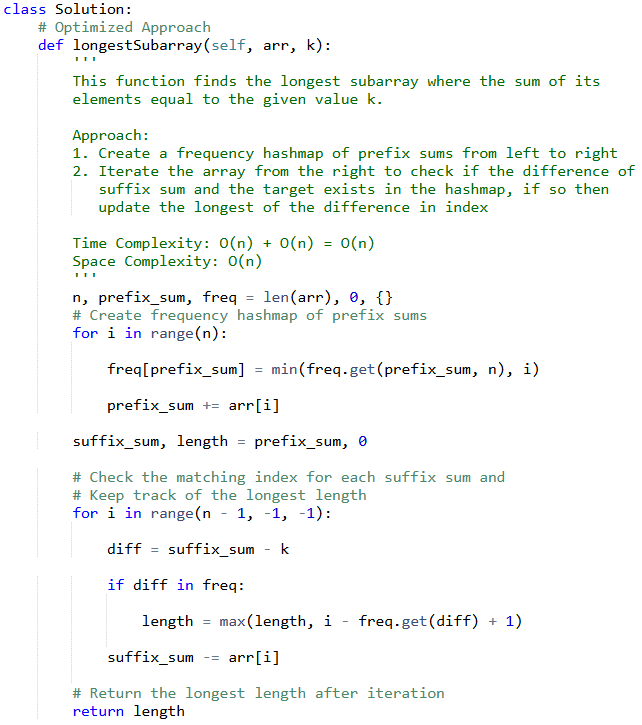 class Solution:
    # Optimized Approach
    def longestSubarray(self, arr, k):
        '''
        This function finds the longest subarray where the sum of its
        elements equal to the given value k.

        Approach:
        1. Create a frequency hashmap of prefix sums from left to right
        2. Iterate the array from the right to check if the difference of
           suffix sum and the target exists in the hashmap, if so then
           update the longest of the difference in index

        Time Complexity: O(n) + O(n) = O(n)
        Space Complexity: O(n)
        '''
        n, prefix_sum, freq = len(arr), 0, {}
        # Create frequency hashmap of prefix sums
        for i in range(n):

            freq[prefix_sum] = min(freq.get(prefix_sum, n), i)

            prefix_sum += arr[i]

        suffix_sum, length = prefix_sum, 0

        # Check the matching index for each suffix sum and
        # Keep track of the longest length
        for i in range(n - 1, -1, -1):

            diff = suffix_sum - k

            if diff in freq:

                length = max(length, i - freq.get(diff) + 1)

            suffix_sum -= arr[i]

        # Return the longest length after iteration
        return length